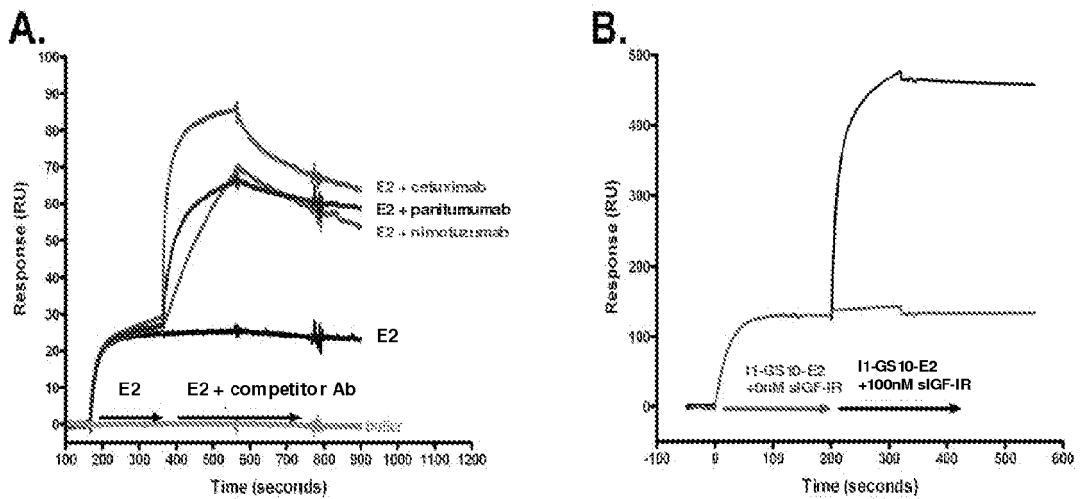 A.
B.
100
90
80
70
60
50
40
30
20
10
0
Response (RU)
E2 + cetuximab
E2 + panitumumab
E2 + nimotuzumab
E2
E2
E2 + competitor Ab
buffer
100 200 300 400 500 600 700 800 900 1000 1100 1200
Time (seconds)
500
400
300
200
100
0
Response (RU)
I1-GS10-E2
+0nM sIGF-IR
I1-GS10-E2
+100nM sIGF-IR
-100 0 100 200 300 400 500 600
Time (seconds)